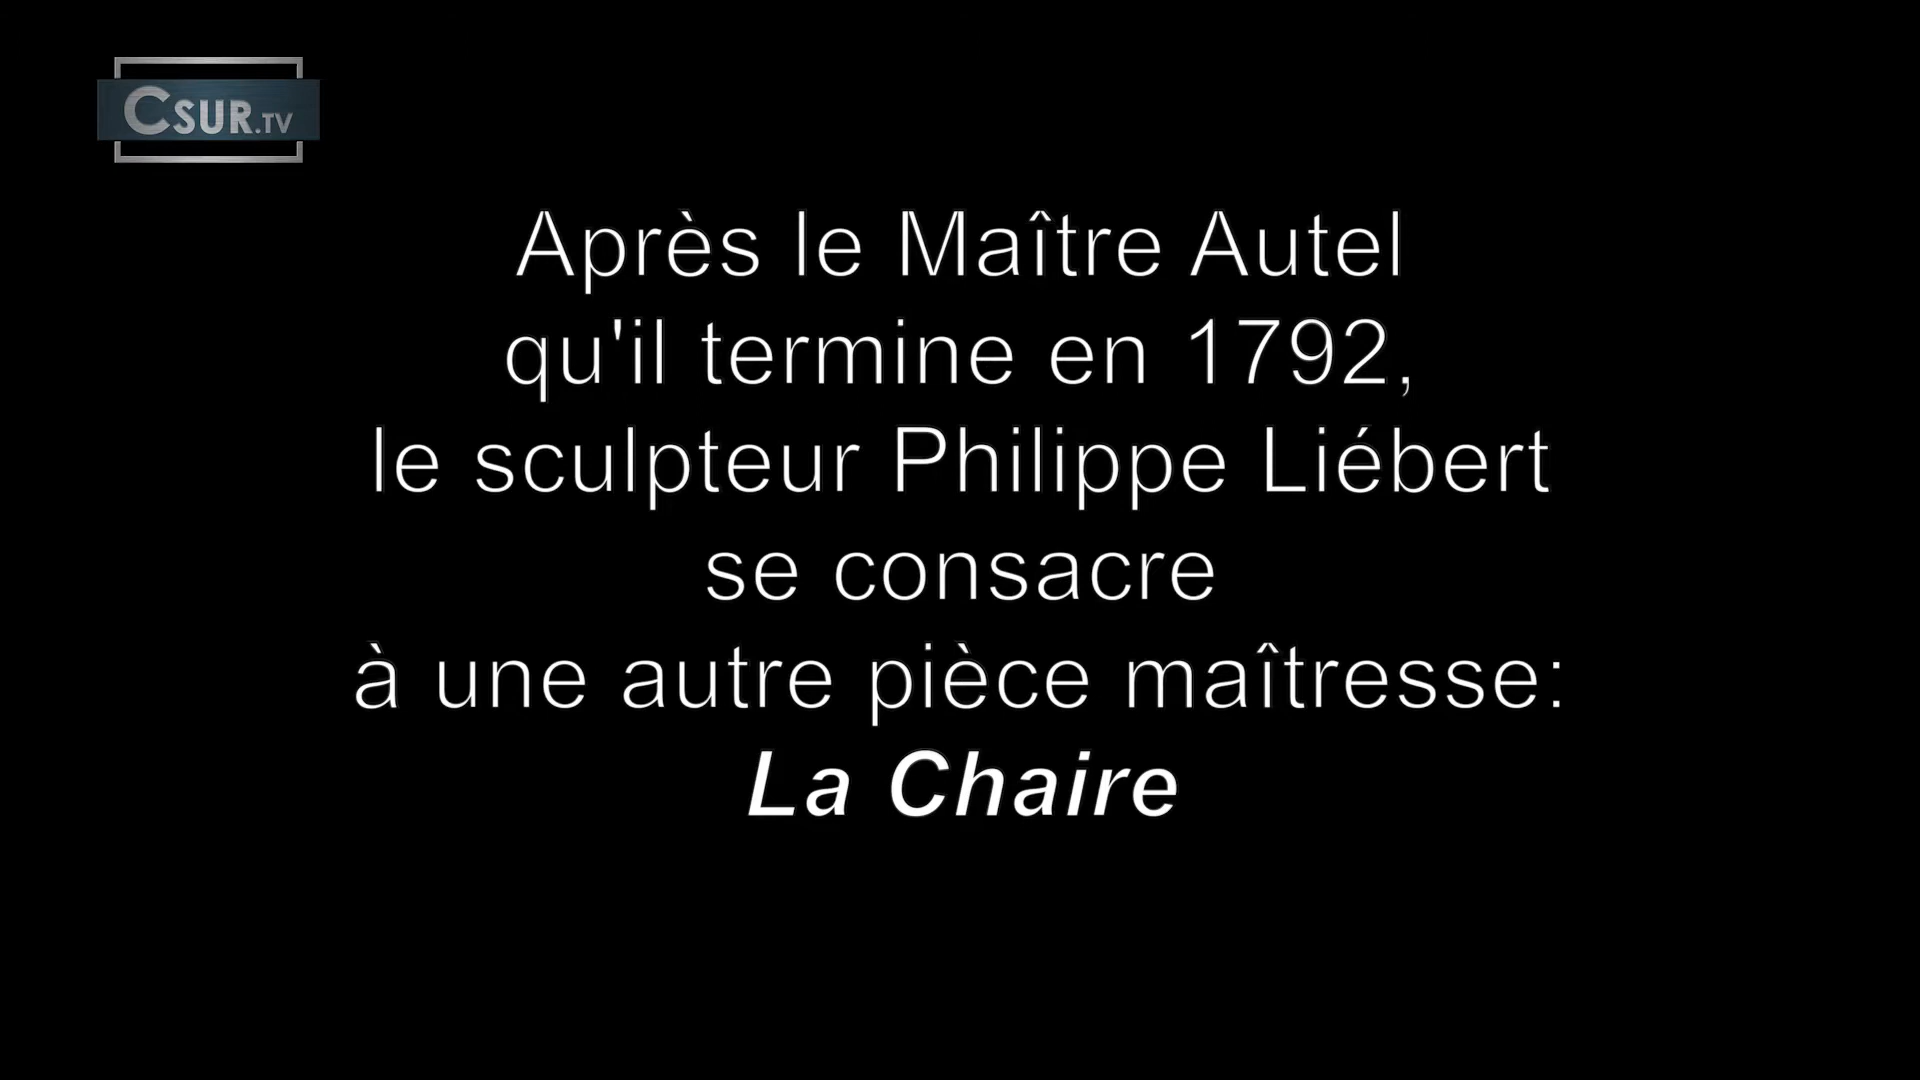 CSUR.TV
Après le Maître Autel
qu'il termine en 1792,
le sculpteur Philippe Liébert
se consacre
à une autre pièce maîtresse:
La Chaire